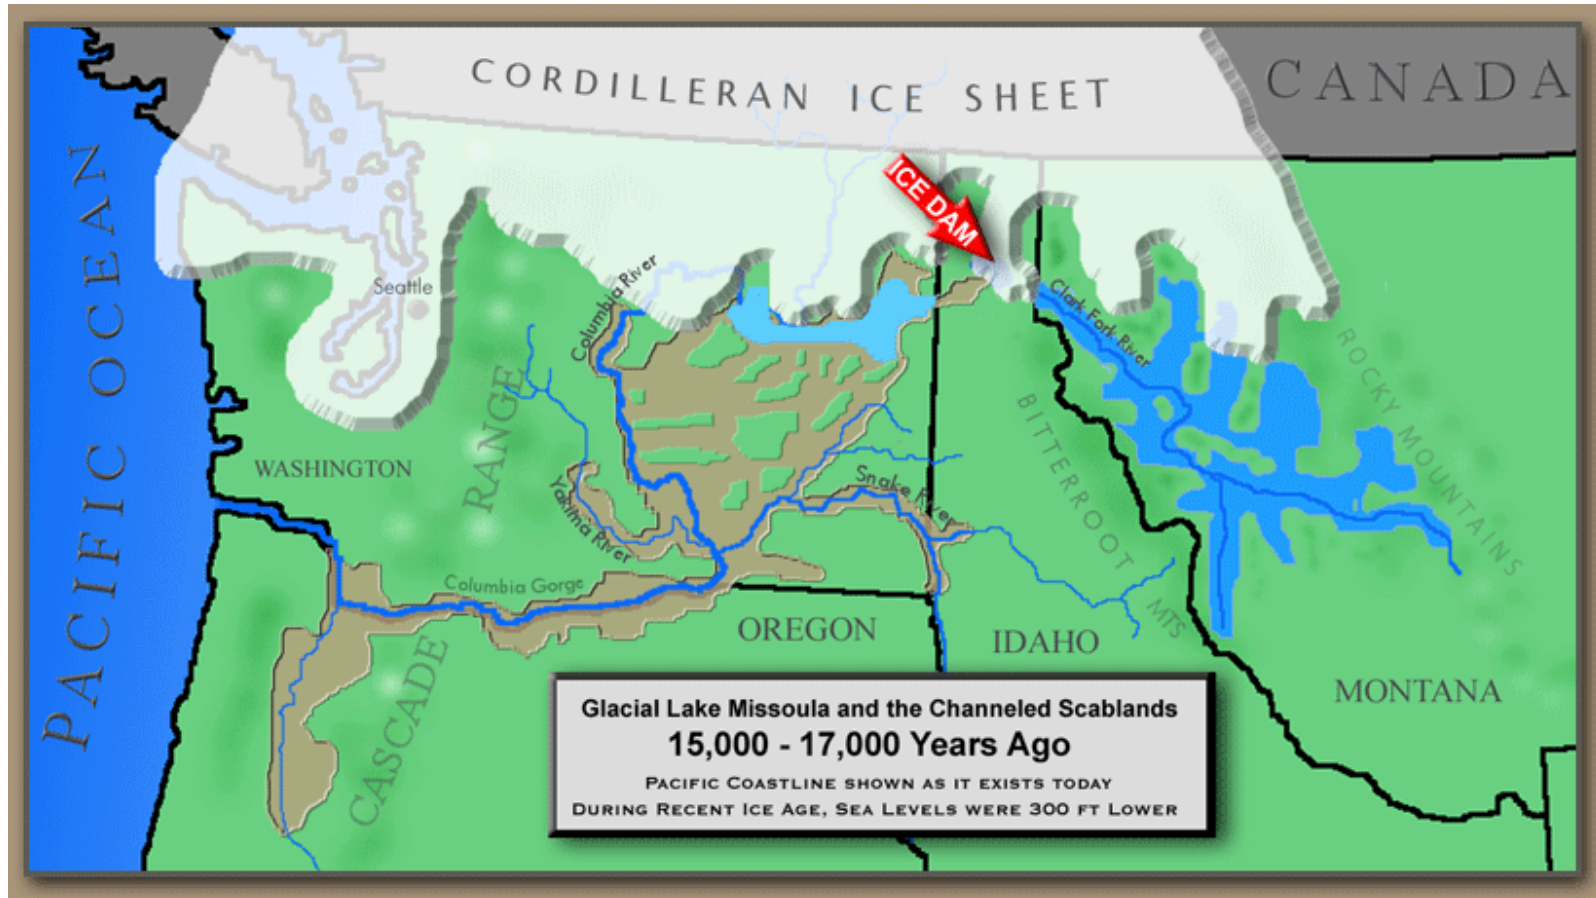 CORDILLERAN ICE SHEET
CANADA
PACIFIC OCEAN
ICE DAM
Seattle
Columbia River
Clark Fork River
ROCKY MOUNTAINS
WASHINGTON
CASCADE RANGE
Yakima River
Snake River
BITTERROOT MTS
Columbia Gorge
OREGON
IDAHO
MONTANA
Glacial Lake Missoula and the Channeled Scablands
15,000 - 17,000 Years Ago
PACIFIC COASTLINE SHOWN AS IT EXISTS TODAY
DURING RECENT ICE AGE, SEA LEVELS WERE 300 FT LOWER